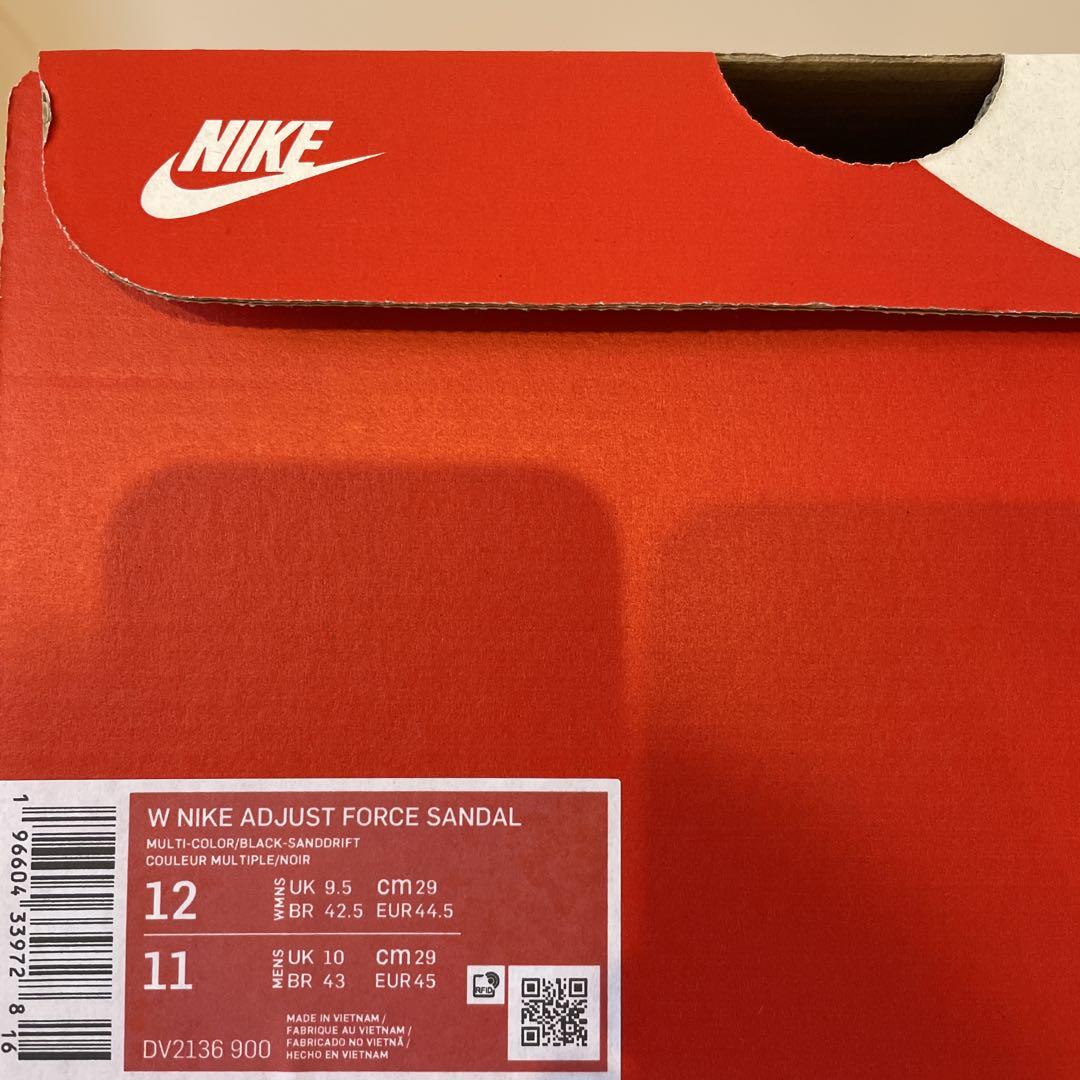 NIKE
W NIKE ADJUST FORCE SANDAL
MULTI-COLOR/BLACK-SANDDRIFT
COULEUR MULTIPLE/NOIR
12 WMNS UK 9.5 cm 29
BR 42.5 EUR 44.5
11 MENS UK 10 cm 29
BR 43 EUR 45
RFID
DV2136 900
MADE IN VIETNAM /
FABRIQUE AU VIETNAM /
FABRICADO NO VIETNÃ /
HECHO EN VIETNAM
1 96604 33972 8 16